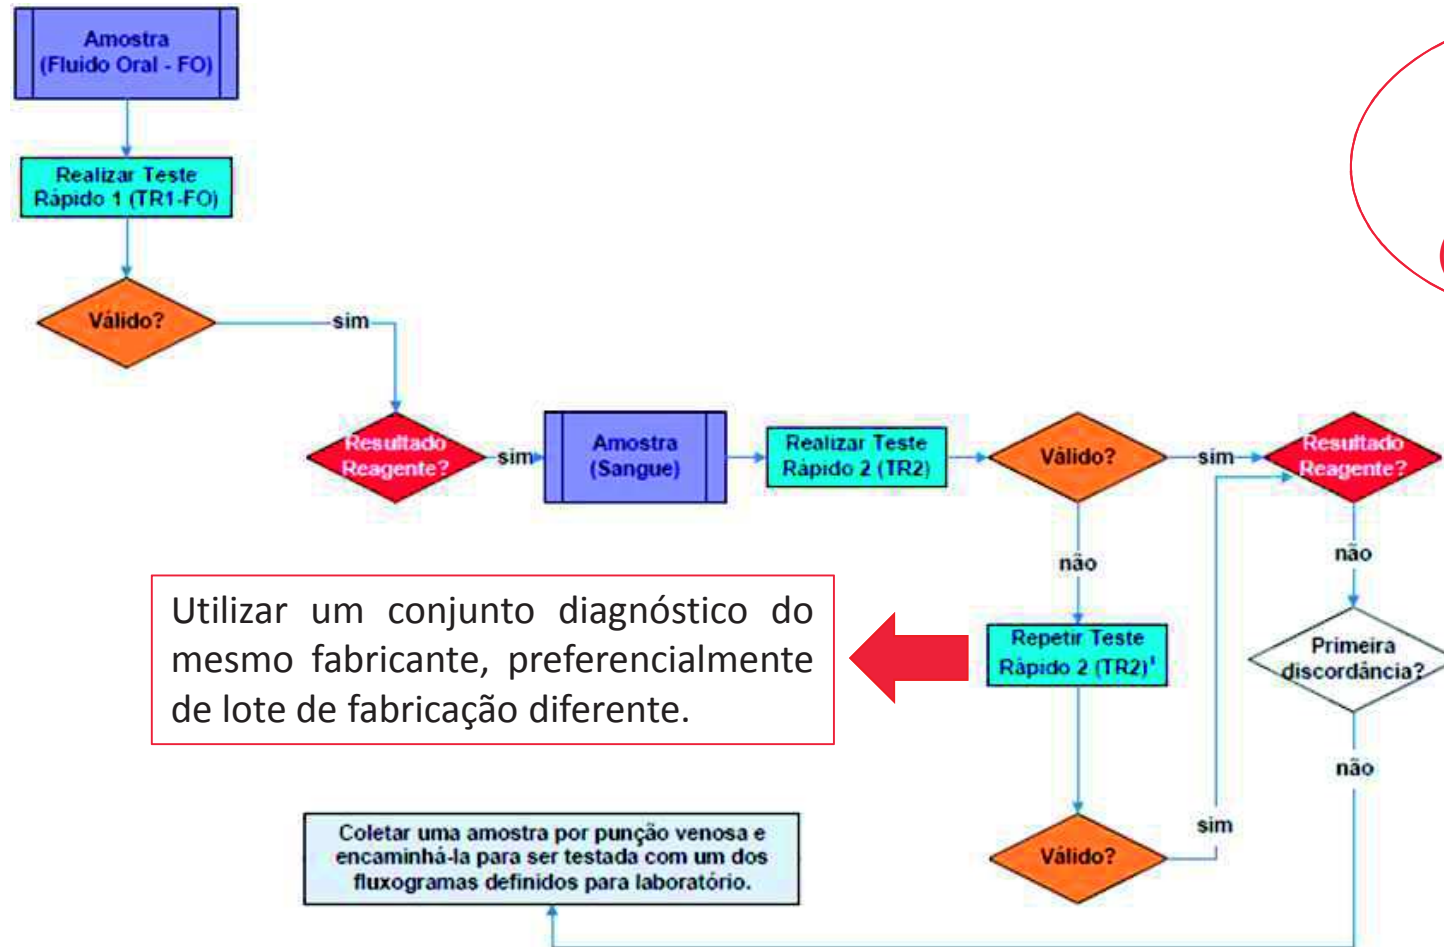 Amostra
(Fluido Oral - FO)
Realizar Teste
Rápido 1 (TR1-FO)
Válido?
sim
Resultado
Reagente?
sim
Amostra
(Sangue)
Realizar Teste
Rápido 2 (TR2)
Válido?
sim
Resultado
Reagente?
não
não
Utilizar um conjunto diagnóstico do
mesmo fabricante, preferencialmente
de lote de fabricação diferente.
Repetir Teste
Rápido 2 (TR2)¹
Primeira
discordância?
não
Coletar uma amostra por punção venosa e
encaminhá-la para ser testada com um dos
fluxogramas definidos para laboratório.
Válido?
sim